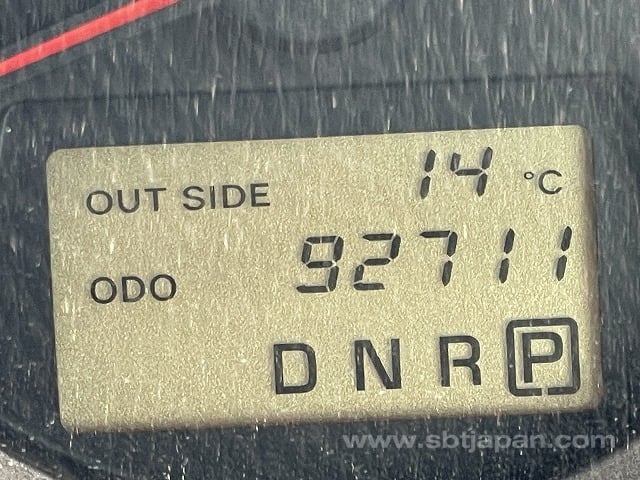 OUT SIDE 14 °C
ODO 92711
D N R P
www.sbtjapan.com